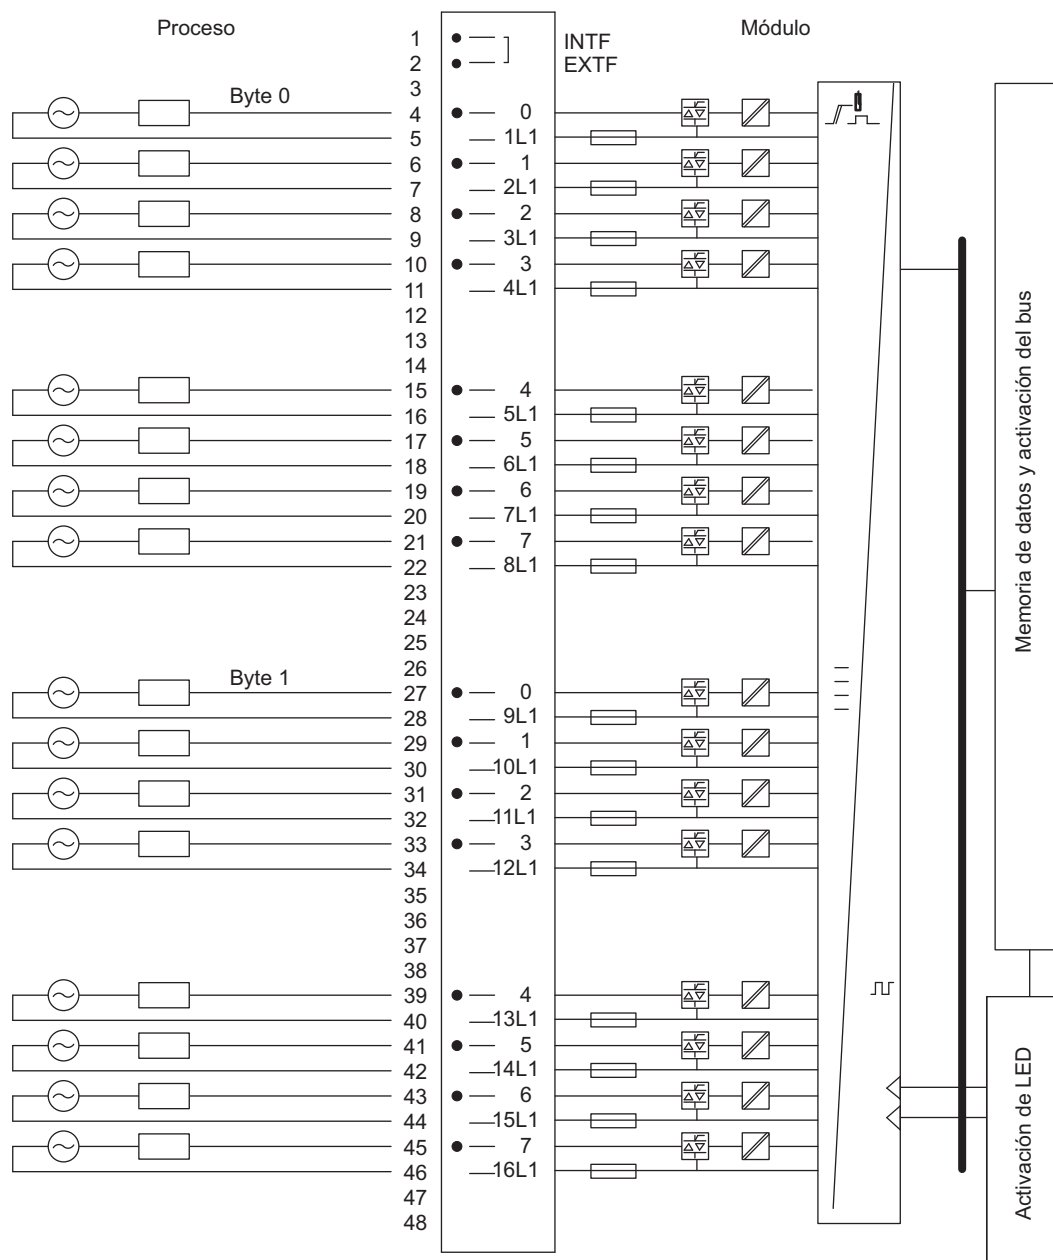 Proceso
Módulo
1
INTF
2
EXTF
3
Byte 0
4 0
5 1L1
6 1
7 2L1
8 2
9 3L1
10 3
11 4L1
12
13
14
15 4
16 5L1
17 5
18 6L1
19 6
20 7L1
21 7
22 8L1
23
24
25
26
Byte 1
27 0
28 9L1
29 1
30 10L1
31 2
32 11L1
33 3
34 12L1
35
36
37
38
39 4
40 13L1
41 5
42 14L1
43 6
44 15L1
45 7
46 16L1
47
48
Memoria de datos y activación del bus
Activación de LED